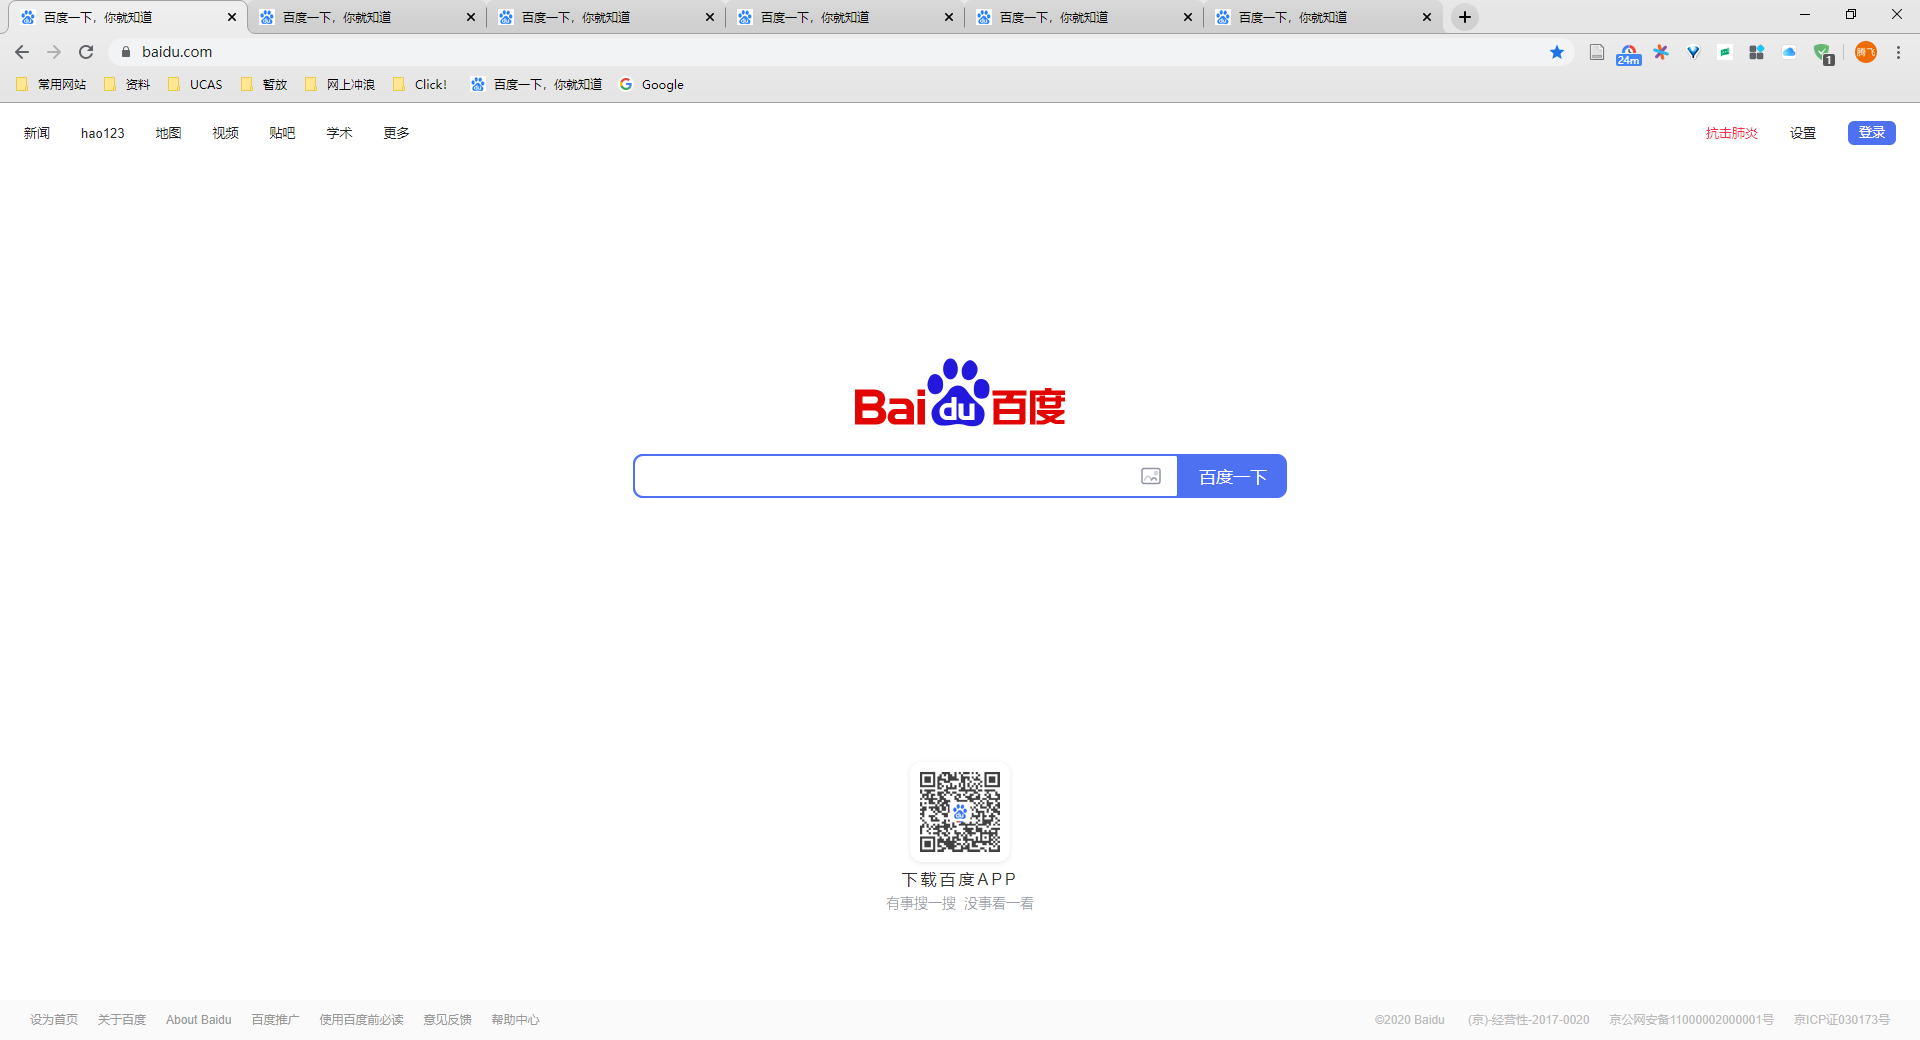 百度一下，你就知道 百度一下，你就知道 百度一下，你就知道 百度一下，你就知道 百度一下，你就知道 百度一下，你就知道
baidu.com 24m 1 腾飞
常用网站 资料 UCAS 暂放 网上冲浪 Click! 百度一下，你就知道 Google
新闻 hao123 地图 视频 贴吧 学术 更多 抗击肺炎 设置 登录
Baidu百度
百度一下
下载百度APP
有事搜一搜 没事看一看
设为首页 关于百度 About Baidu 百度推广 使用百度前必读 意见反馈 帮助中心 ©2020 Baidu (京)-经营性-2017-0020 京公网安备11000002000001号 京ICP证030173号